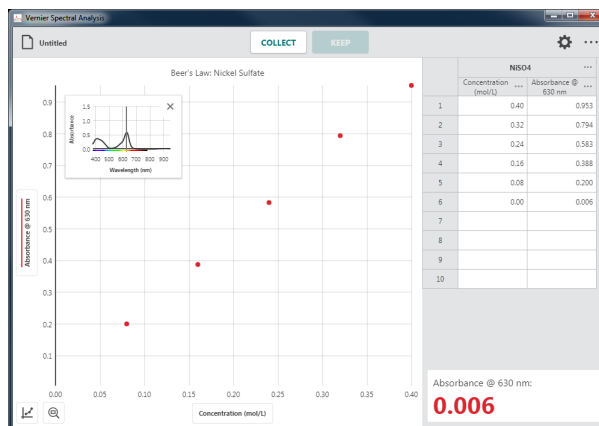 Vernier Spectral Analysis
Untitled
COLLECT
KEEP
Beer's Law: Nickel Sulfate
0.9
0.8
0.7
0.6
0.5
0.4
0.3
0.2
0.1
0.00 0.05 0.10 0.15 0.20 0.25 0.30 0.35 0.40
Absorbance @ 630 nm
Concentration (mol/L)
1.5
1.0
0.5
0.0
400 500 600 700 800 900
Absorbance
Wavelength (nm)
NiSO4
Concentration (mol/L) Absorbance @ 630 nm
1 0.40 0.953
2 0.32 0.794
3 0.24 0.583
4 0.16 0.388
5 0.08 0.200
6 0.00 0.006
7
8
9
10
Absorbance @ 630 nm:
0.006